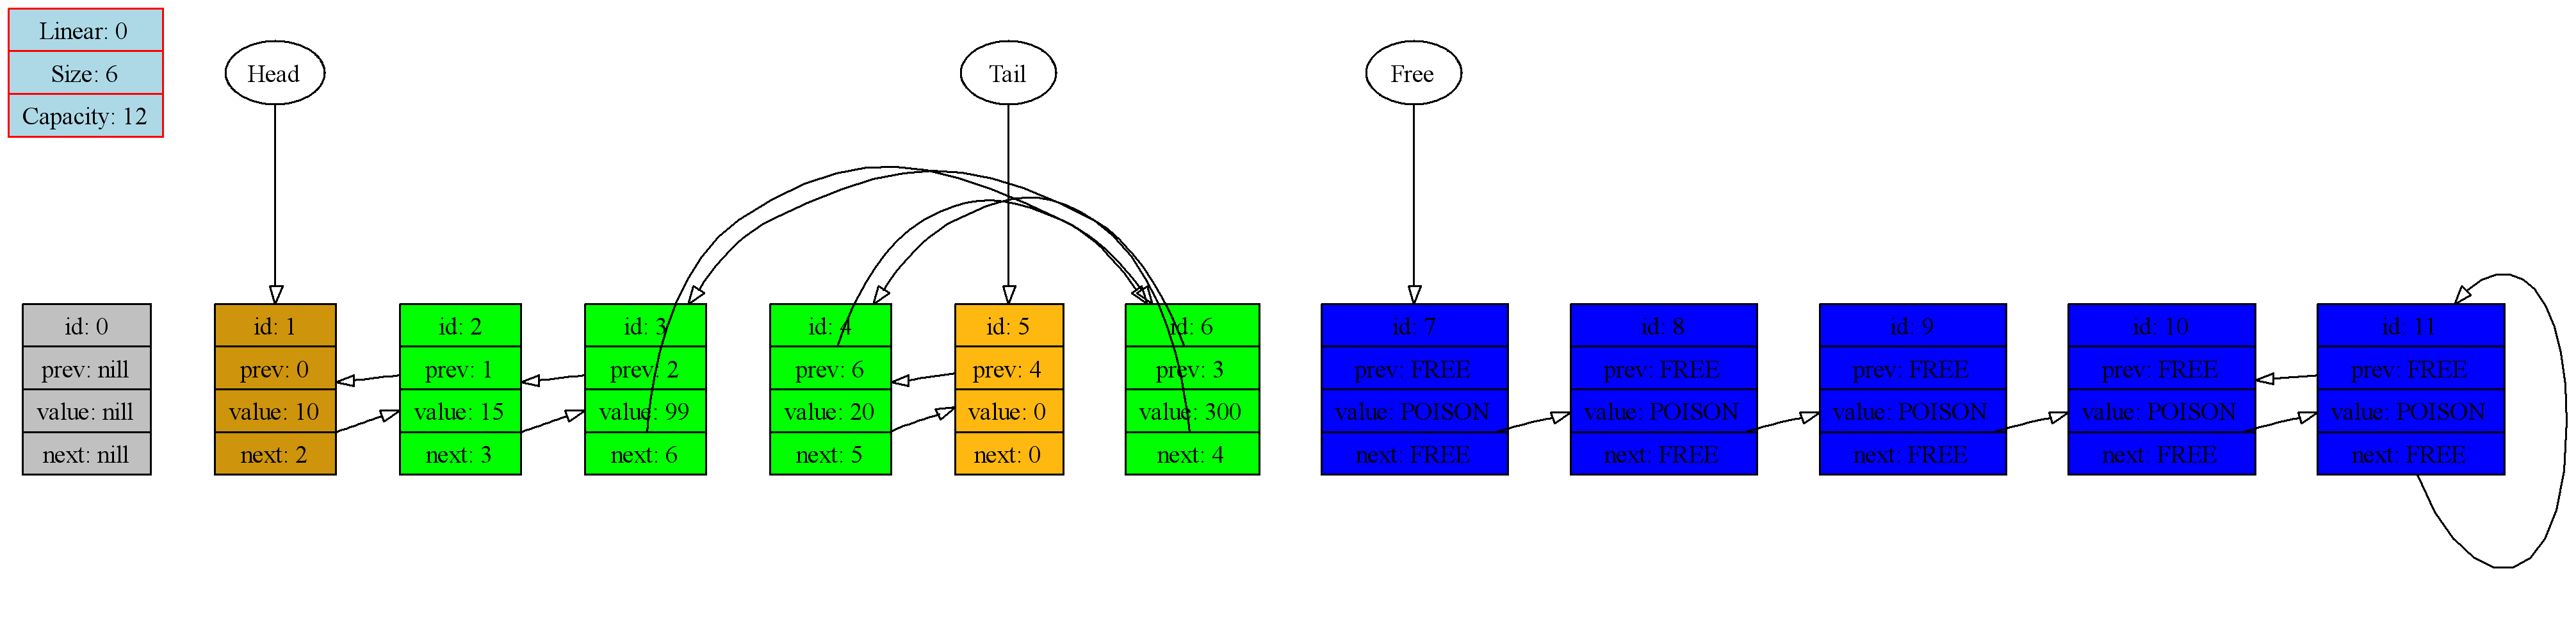 Linear: 0
Size: 6
Capacity: 12
Head
Tail
Free
id: 0
prev: nill
value: nill
next: nill
id: 1
prev: 0
value: 10
next: 2
id: 2
prev: 1
value: 15
next: 3
id: 3
prev: 2
value: 99
next: 6
id: 4
prev: 6
value: 20
next: 5
id: 5
prev: 4
value: 0
next: 0
id: 6
prev: 3
value: 300
next: 4
id: 7
prev: FREE
value: POISON
next: FREE
id: 8
prev: FREE
value: POISON
next: FREE
id: 9
prev: FREE
value: POISON
next: FREE
id: 10
prev: FREE
value: POISON
next: FREE
id: 11
prev: FREE
value: POISON
next: FREE